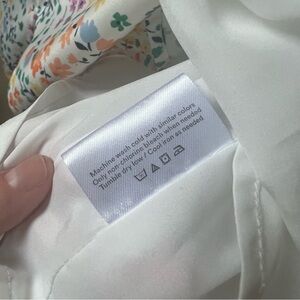 Machine wash cold with similar colors
Only non-chlorine bleach when needed
Tumble dry low / Cool iron as needed